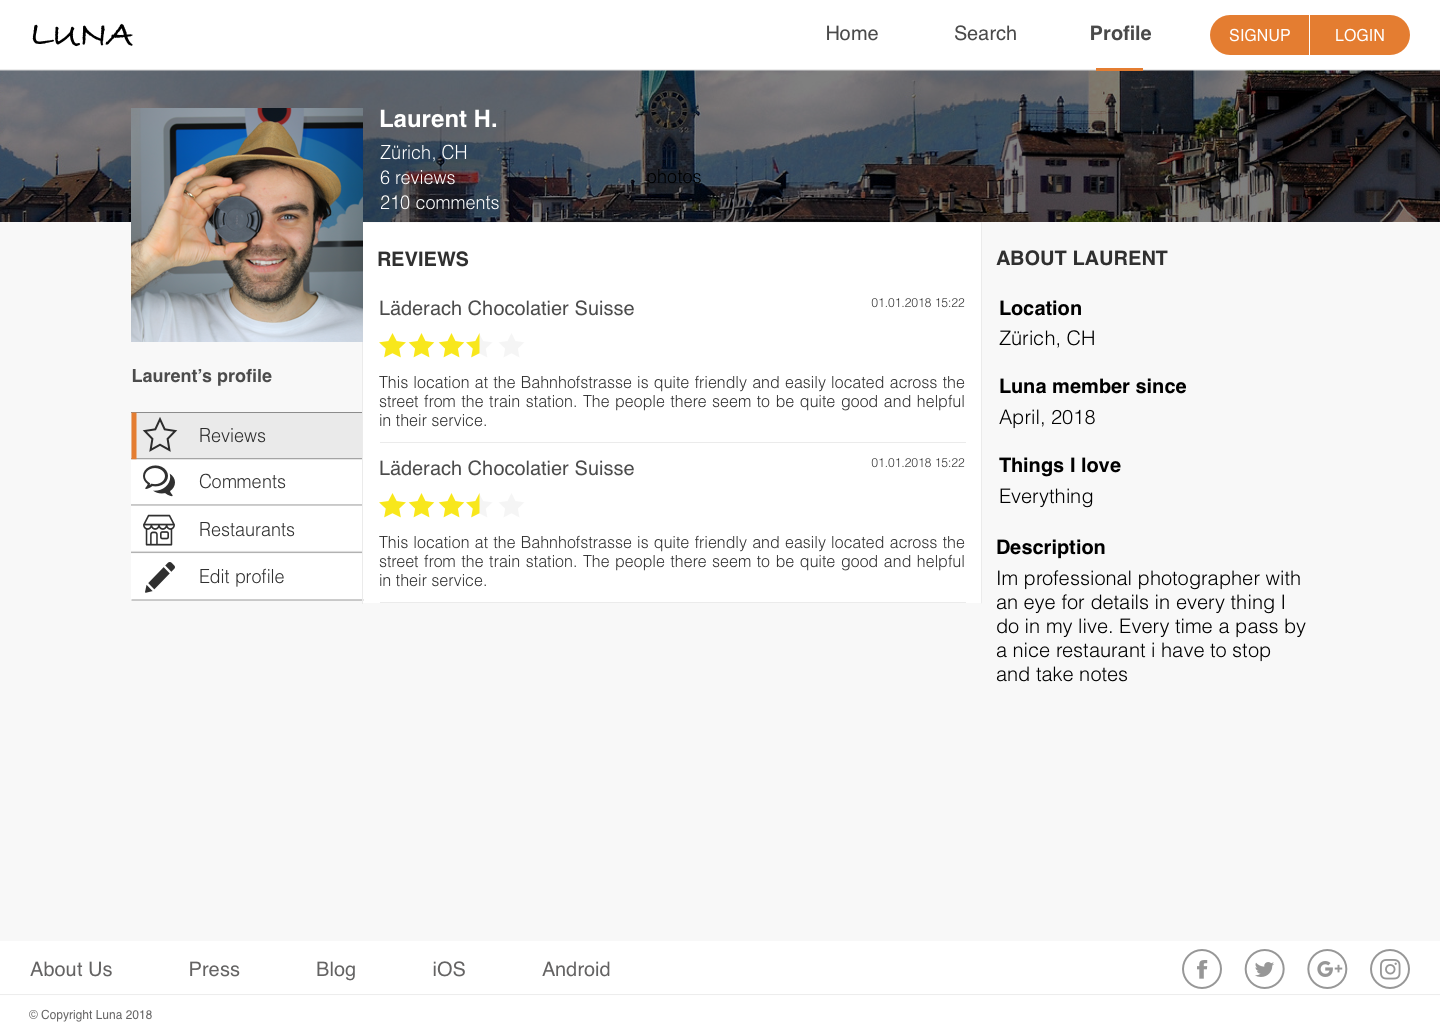 LUNA
Home
Search
Profile
SIGNUP
LOGIN
Laurent H.
Zürich, CH
6 reviews
photos
210 comments
Laurent’s profile
Reviews
Comments
Restaurants
Edit profile
REVIEWS
Läderach Chocolatier Suisse
01.01.2018 15:22
This location at the Bahnhofstrasse is quite friendly and easily located across the
street from the train station. The people there seem to be quite good and helpful
in their service.
Läderach Chocolatier Suisse
01.01.2018 15:22
This location at the Bahnhofstrasse is quite friendly and easily located across the
street from the train station. The people there seem to be quite good and helpful
in their service.
ABOUT LAURENT
Location
Zürich, CH
Luna member since
April, 2018
Things I love
Everything
Description
Im professional photographer with
an eye for details in every thing I
do in my live. Every time a pass by
a nice restaurant i have to stop
and take notes
About Us
Press
Blog
iOS
Android
© Copyright Luna 2018